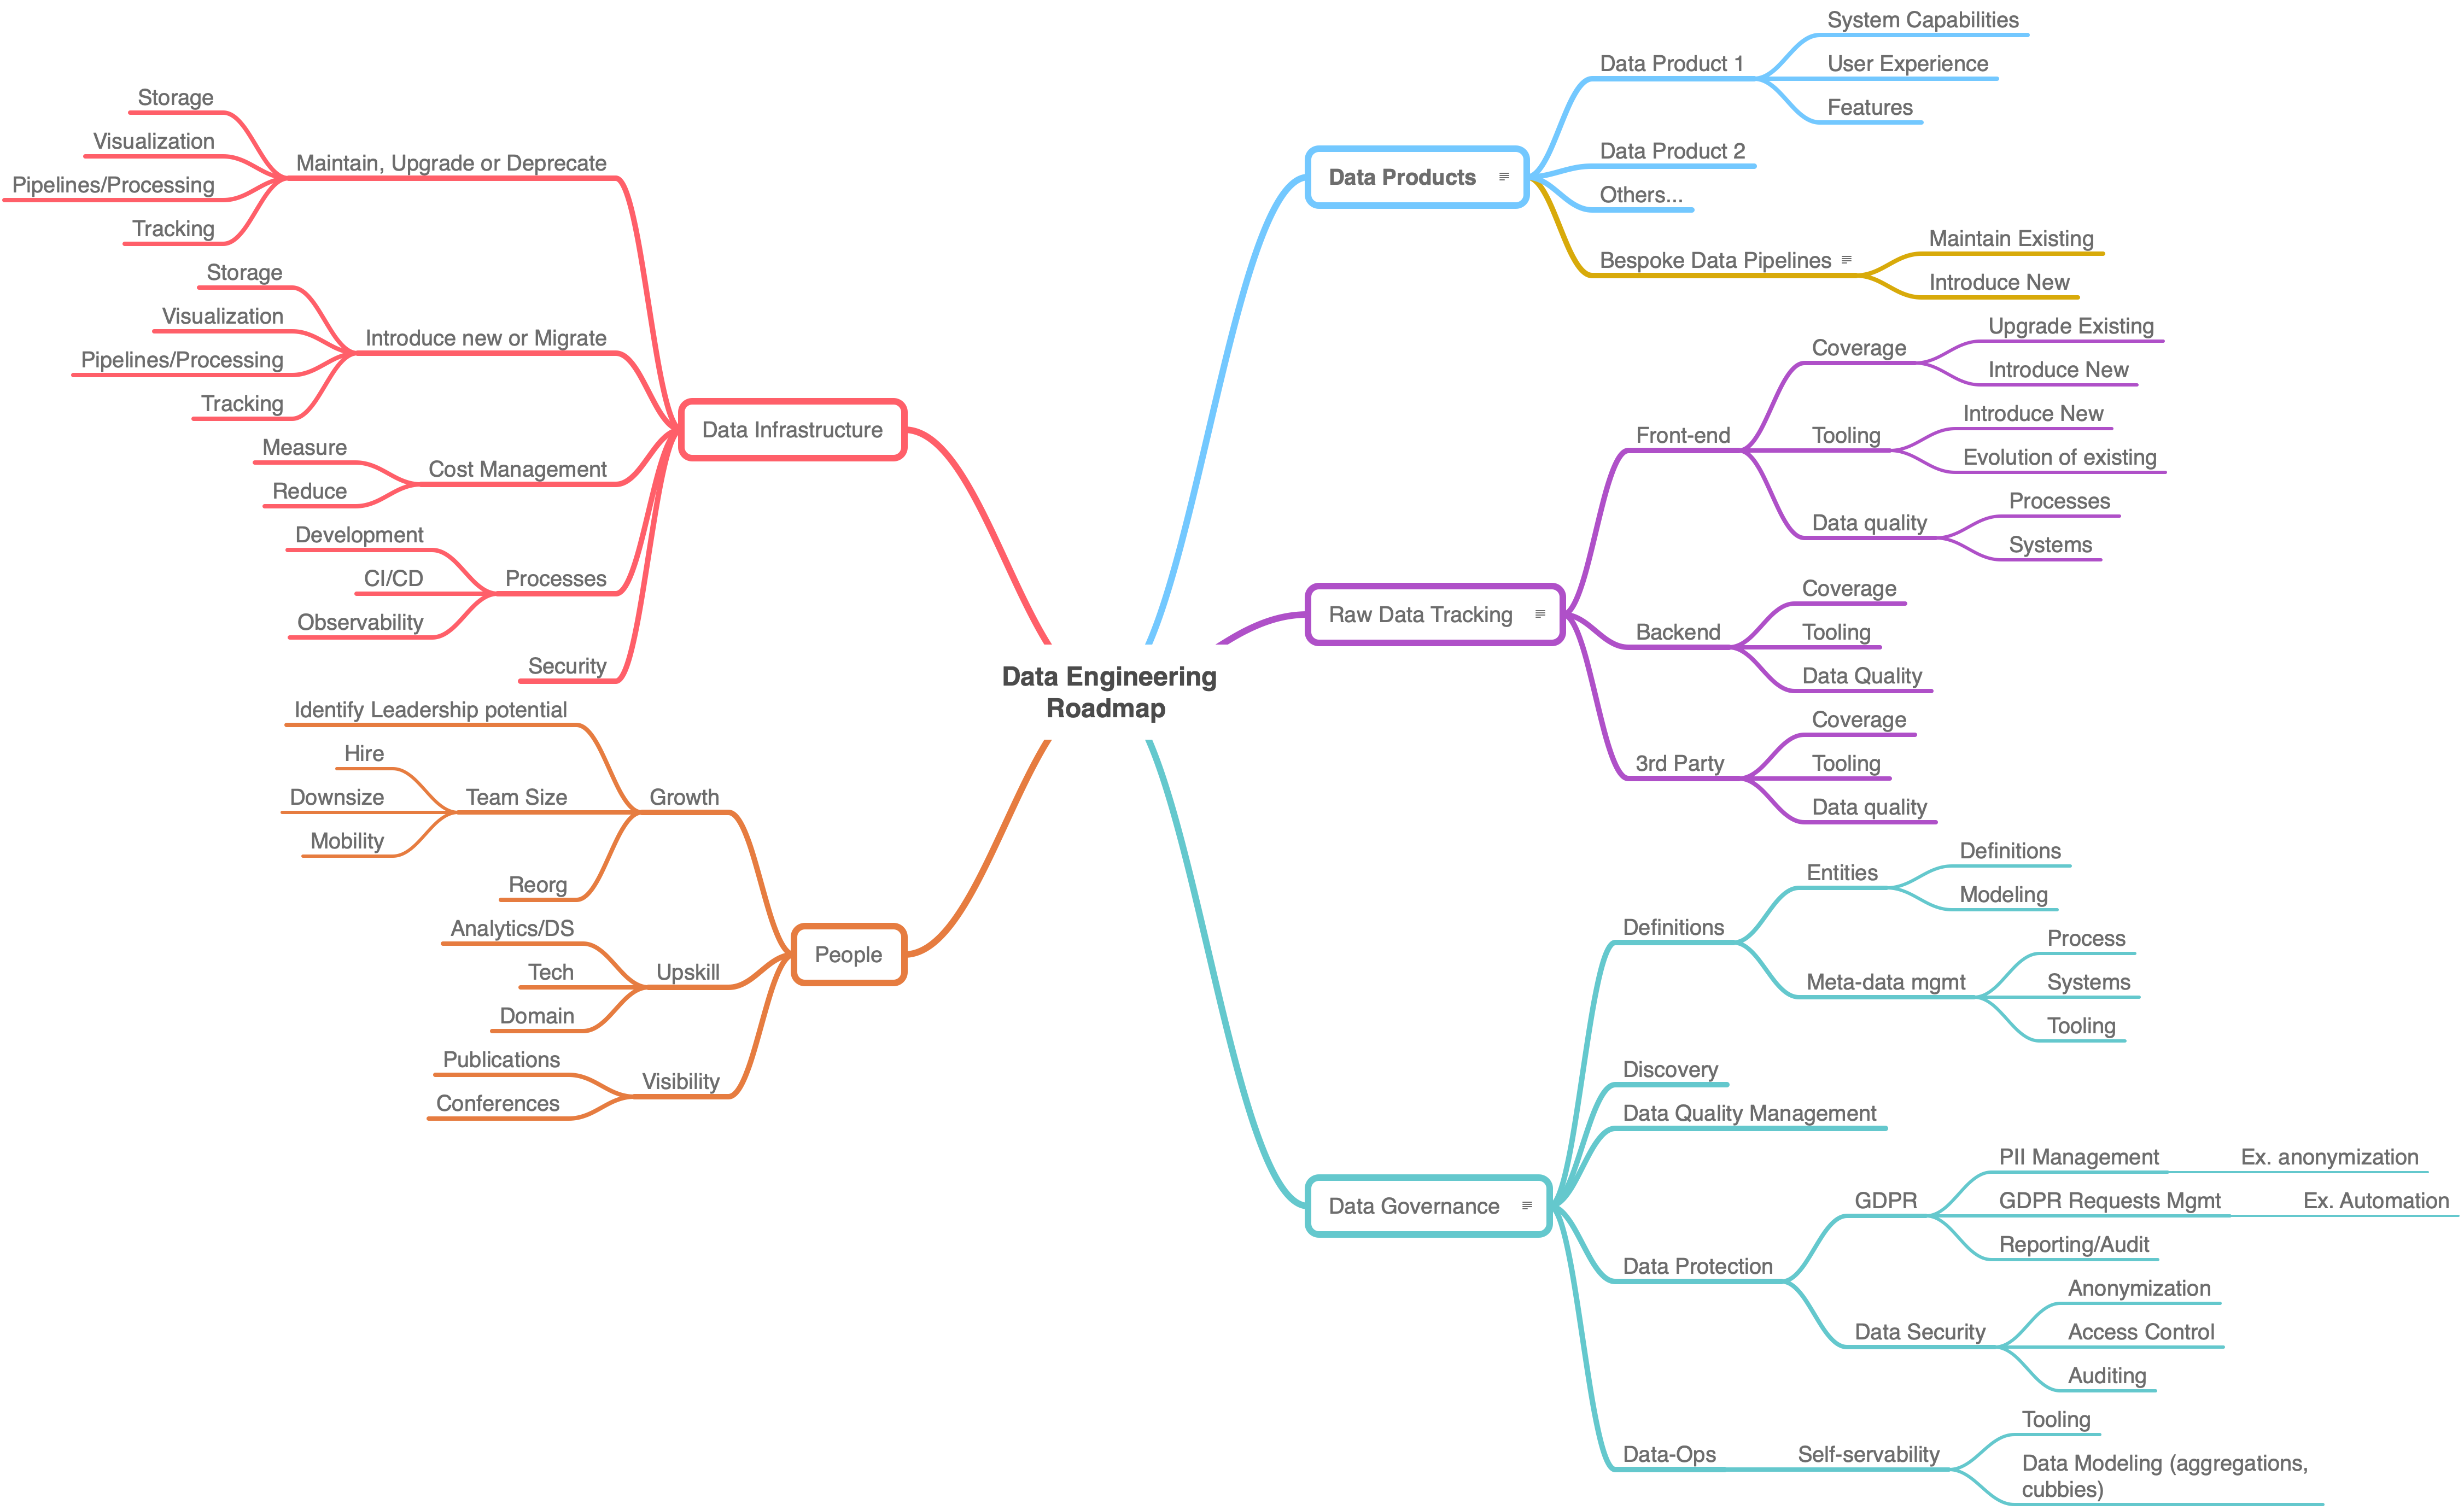 Data Engineering
Roadmap
Data Infrastructure
Maintain, Upgrade or Deprecate
Storage
Visualization
Pipelines/Processing
Tracking
Introduce new or Migrate
Storage
Visualization
Pipelines/Processing
Tracking
Cost Management
Measure
Reduce
Processes
Development
CI/CD
Observability
Security
People
Growth
Identify Leadership potential
Team Size
Hire
Downsize
Mobility
Reorg
Upskill
Analytics/DS
Tech
Domain
Visibility
Publications
Conferences
Data Products
Data Product 1
System Capabilities
User Experience
Features
Data Product 2
Others...
Bespoke Data Pipelines
Maintain Existing
Introduce New
Raw Data Tracking
Front-end
Coverage
Upgrade Existing
Introduce New
Tooling
Introduce New
Evolution of existing
Data quality
Processes
Systems
Backend
Coverage
Tooling
Data Quality
3rd Party
Coverage
Tooling
Data quality
Data Governance
Definitions
Entities
Definitions
Modeling
Meta-data mgmt
Process
Systems
Tooling
Discovery
Data Quality Management
Data Protection
GDPR
PII Management
Ex. anonymization
GDPR Requests Mgmt
Ex. Automation
Reporting/Audit
Data Security
Anonymization
Access Control
Auditing
Data-Ops
Self-servability
Tooling
Data Modeling (aggregations,
cubbies)